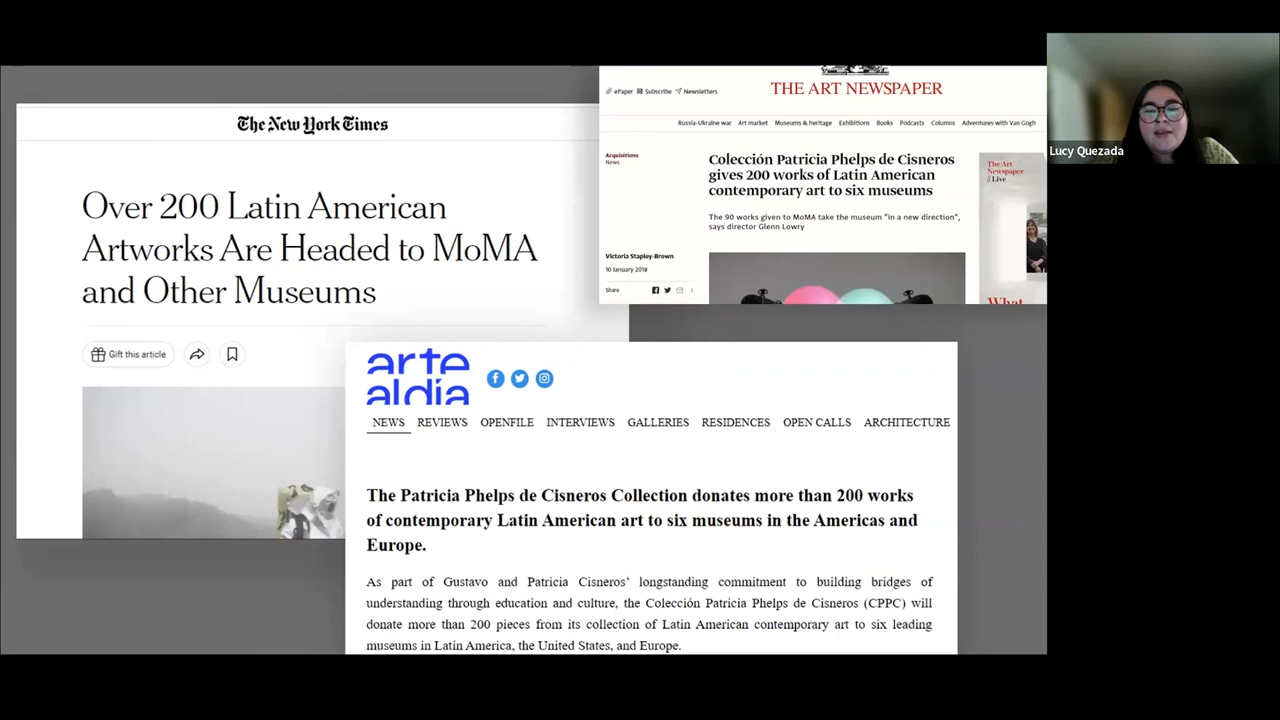 The New York Times
Over 200 Latin American
Artworks Are Headed to MoMA
and Other Museums
Gift this article
ePaper Subscribe Newsletters
THE ART NEWSPAPER
Russia-Ukraine war Art market Museums & heritage Exhibitions Books Podcasts Columns Adventures with Van Gogh
Acquisitions
News
Colección Patricia Phelps de Cisneros
gives 200 works of Latin American
contemporary art to six museums
The 90 works given to MoMA take the museum "in a new direction",
says director Glenn Lowry
Victoria Stapley-Brown
10 January 2018
Share
The Art
Newspaper
// Live
What
arte
aldía
NEWS REVIEWS OPENFILE INTERVIEWS GALLERIES RESIDENCES OPEN CALLS ARCHITECTURE
The Patricia Phelps de Cisneros Collection donates more than 200 works
of contemporary Latin American art to six museums in the Americas and
Europe.
As part of Gustavo and Patricia Cisneros' longstanding commitment to building bridges of
understanding through education and culture, the Colección Patricia Phelps de Cisneros (CPPC) will
donate more than 200 pieces from its collection of Latin American contemporary art to six leading
museums in Latin America, the United States, and Europe.
Lucy Quezada